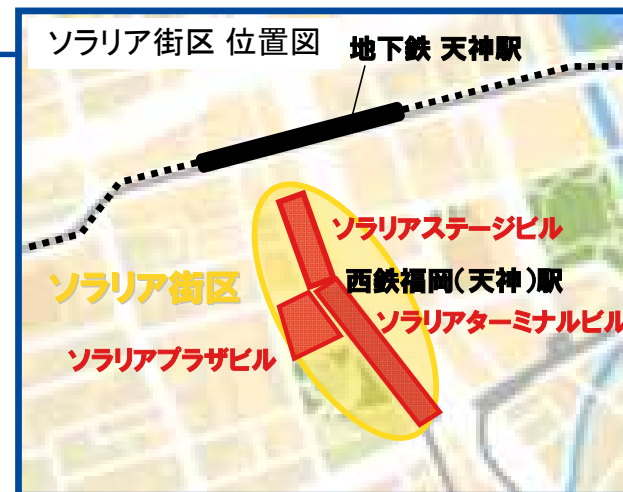 ソラリア街区 位置図
地下鉄 天神駅
ソラリアステージビル
西鉄福岡(天神)駅
ソラリア街区
ソラリアターミナルビル
ソラリアプラザビル